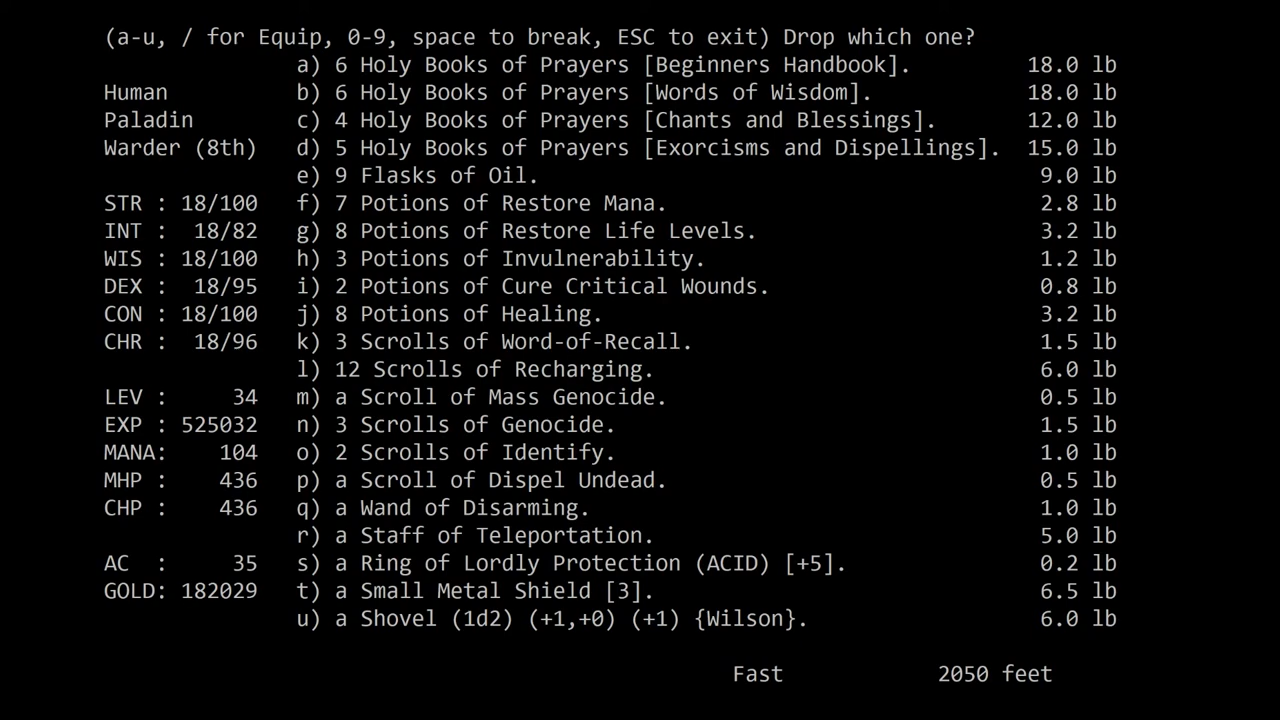 (a-u, / for Equip, 0-9, space to break, ESC to exit) Drop which one?
a) 6 Holy Books of Prayers [Beginners Handbook]. 18.0 lb
Human b) 6 Holy Books of Prayers [Words of Wisdom]. 18.0 lb
Paladin c) 4 Holy Books of Prayers [Chants and Blessings]. 12.0 lb
Warder (8th) d) 5 Holy Books of Prayers [Exorcisms and Dispellings]. 15.0 lb
e) 9 Flasks of Oil. 9.0 lb
STR : 18/100 f) 7 Potions of Restore Mana. 2.8 lb
INT : 18/82 g) 8 Potions of Restore Life Levels. 3.2 lb
WIS : 18/100 h) 3 Potions of Invulnerability. 1.2 lb
DEX : 18/95 i) 2 Potions of Cure Critical Wounds. 0.8 lb
CON : 18/100 j) 8 Potions of Healing. 3.2 lb
CHR : 18/96 k) 3 Scrolls of Word-of-Recall. 1.5 lb
l) 12 Scrolls of Recharging. 6.0 lb
LEV : 34 m) a Scroll of Mass Genocide. 0.5 lb
EXP : 525032 n) 3 Scrolls of Genocide. 1.5 lb
MANA: 104 o) 2 Scrolls of Identify. 1.0 lb
MHP : 436 p) a Scroll of Dispel Undead. 0.5 lb
CHP : 436 q) a Wand of Disarming. 1.0 lb
r) a Staff of Teleportation. 5.0 lb
AC : 35 s) a Ring of Lordly Protection (ACID) [+5]. 0.2 lb
GOLD: 182029 t) a Small Metal Shield [3]. 6.5 lb
u) a Shovel (1d2) (+1,+0) (+1) {Wilson}. 6.0 lb
Fast 2050 feet